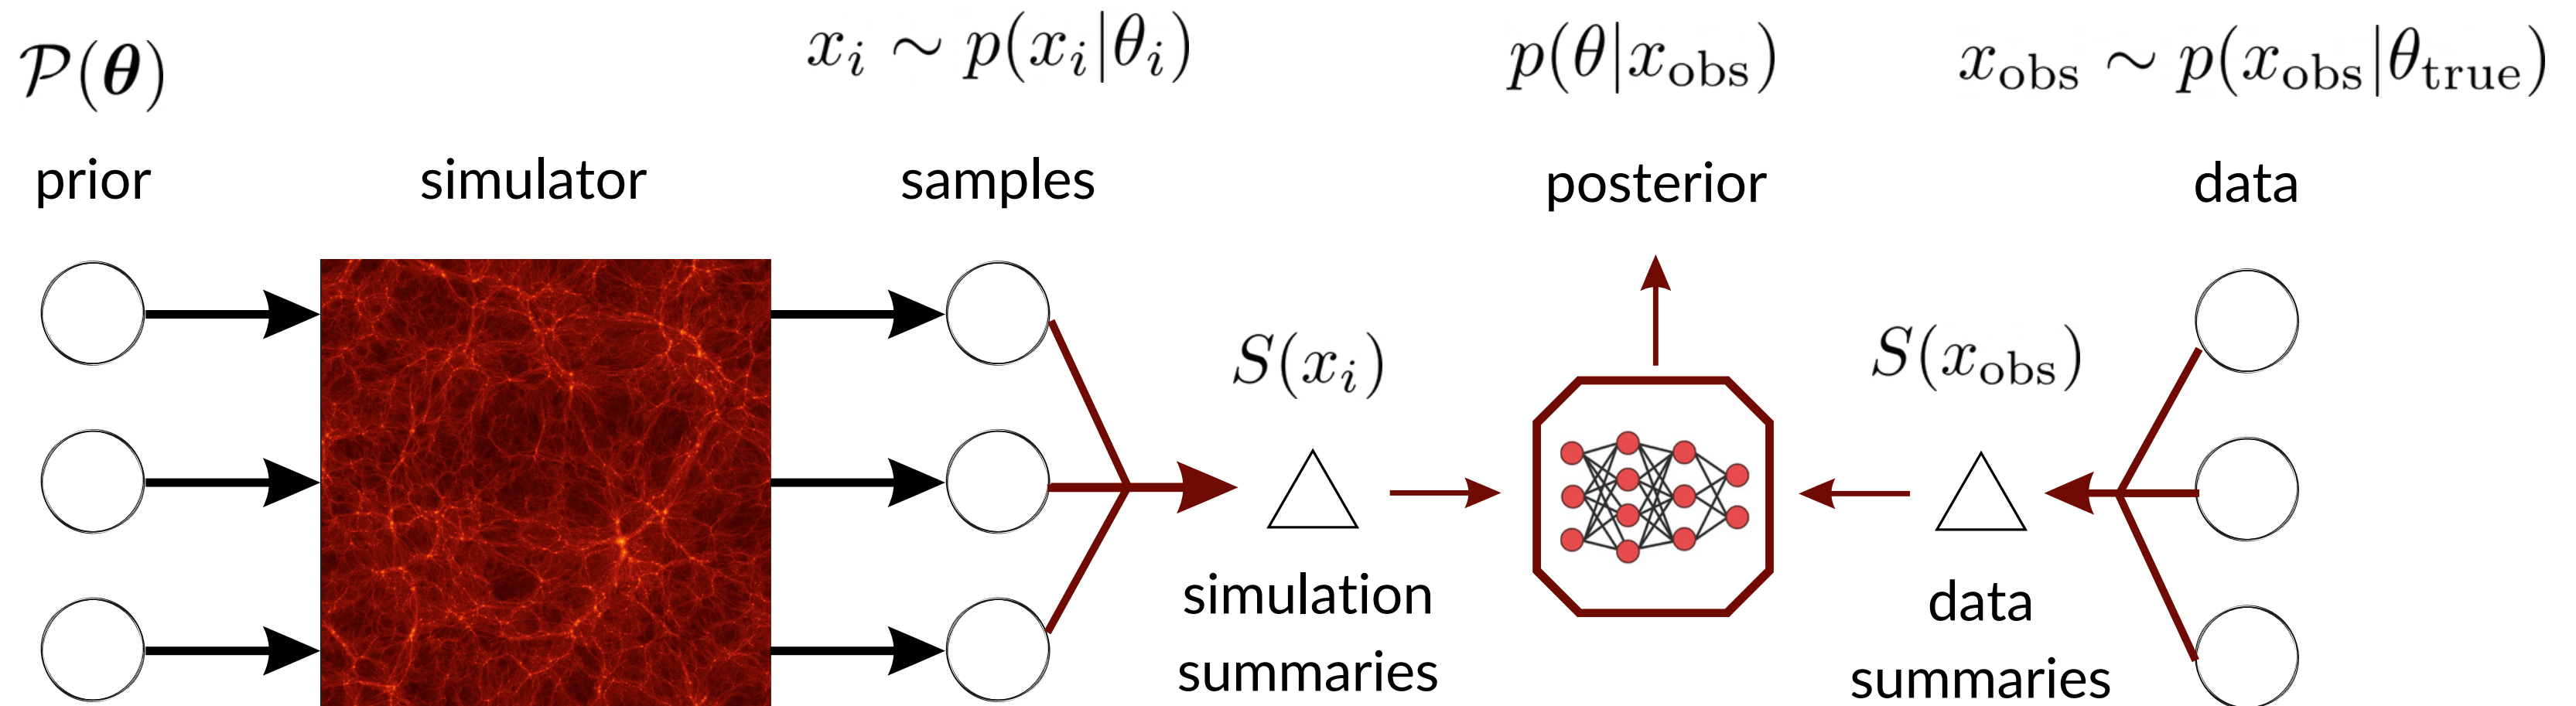 𝒫(𝜽)
x_i ∼ p(x_i|θ_i)
p(θ|x_obs)
x_obs ∼ p(x_obs|θ_true)
prior
simulator
samples
posterior
data
S(x_i)
S(x_obs)
simulation
summaries
data
summaries